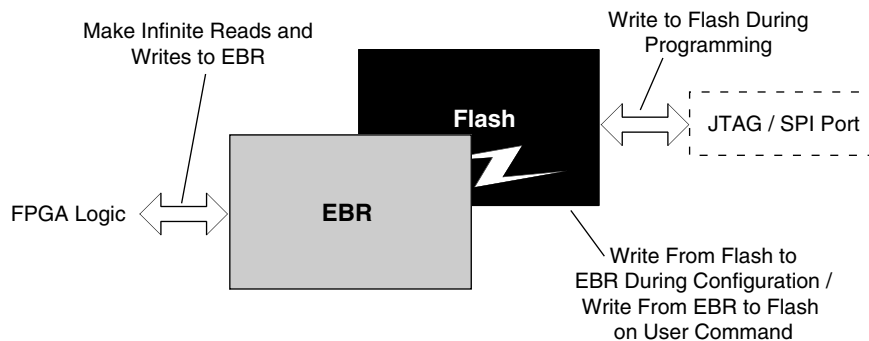 Make Infinite Reads and
Writes to EBR
Write to Flash During
Programming
Flash
JTAG / SPI Port
FPGA Logic
EBR
Write From Flash to
EBR During Configuration /
Write From EBR to Flash
on User Command